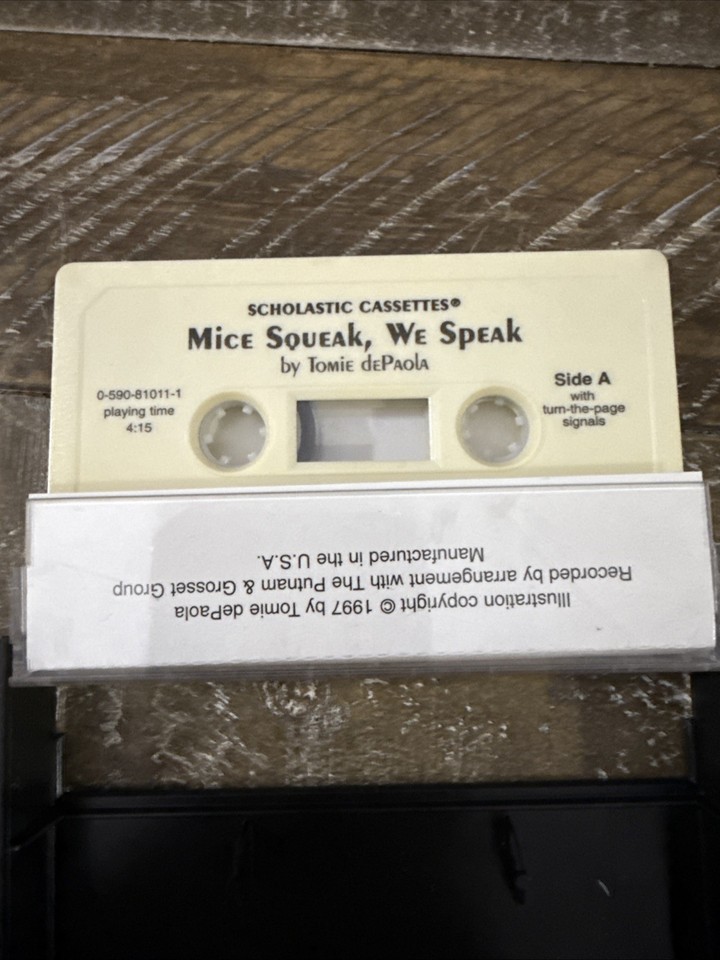 SCHOLASTIC CASSETTES®
Mice Squeak, We Speak
by Tomie dePaola
0-590-81011-1
playing time
4:15
Side A
with
turn-the-page
signals
Illustration copyright © 1997 by Tomie dePaola
Recorded by arrangement with The Putnam & Grosset Group
Manufactured in the U.S.A.